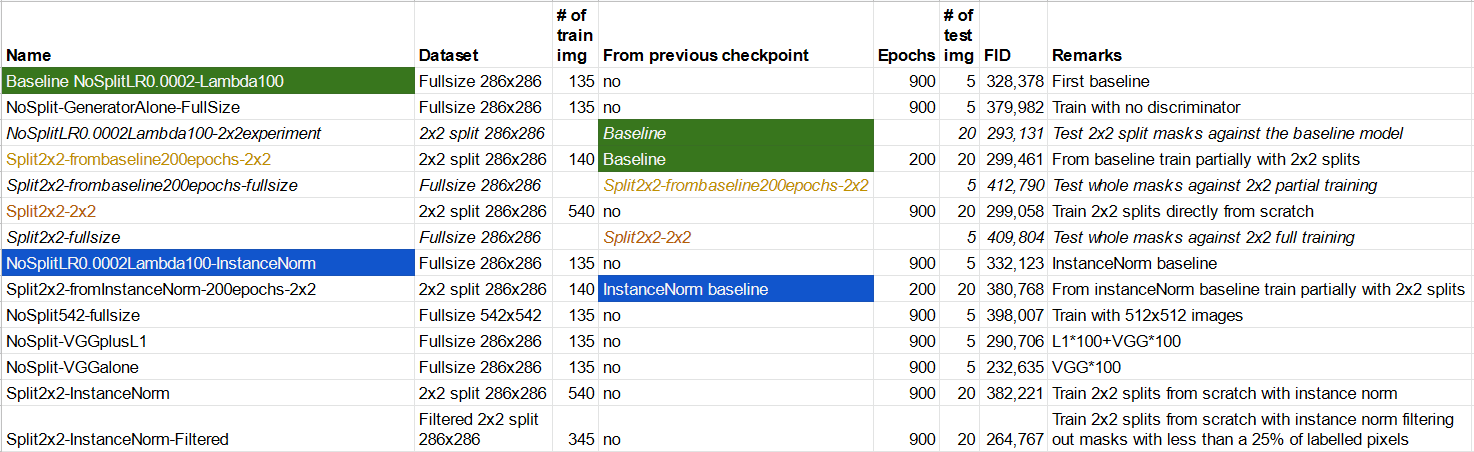 Name Dataset # of train img From previous checkpoint Epochs # of test img FID Remarks
Baseline NoSplitLR0.0002-Lambda100 Fullsize 286x286 135 no 900 5 328,378 First baseline
NoSplit-GeneratorAlone-FullSize Fullsize 286x286 135 no 900 5 379,982 Train with no discriminator
NoSplitLR0.0002Lambda100-2x2experiment 2x2 split 286x286 Baseline 20 293,131 Test 2x2 split masks against the baseline model
Split2x2-frombaseline200epochs-2x2 2x2 split 286x286 140 Baseline 200 20 299,461 From baseline train partially with 2x2 splits
Split2x2-frombaseline200epochs-fullsize Fullsize 286x286 Split2x2-frombaseline200epochs-2x2 5 412,790 Test whole masks against 2x2 partial training
Split2x2-2x2 2x2 split 286x286 540 no 900 20 299,058 Train 2x2 splits directly from scratch
Split2x2-fullsize Fullsize 286x286 Split2x2-2x2 5 409,804 Test whole masks against 2x2 full training
NoSplitLR0.0002Lambda100-InstanceNorm Fullsize 286x286 135 no 900 5 332,123 InstanceNorm baseline
Split2x2-fromInstanceNorm-200epochs-2x2 2x2 split 286x286 140 InstanceNorm baseline 200 20 380,768 From instanceNorm baseline train partially with 2x2 splits
NoSplit542-fullsize Fullsize 542x542 135 no 900 5 398,007 Train with 512x512 images
NoSplit-VGGplusL1 Fullsize 286x286 135 no 900 5 290,706 L1*100+VGG*100
NoSplit-VGGalone Fullsize 286x286 135 no 900 5 232,635 VGG*100
Split2x2-InstanceNorm 2x2 split 286x286 540 no 900 20 382,221 Train 2x2 splits from scratch with instance norm
Split2x2-InstanceNorm-Filtered Filtered 2x2 split 286x286 345 no 900 20 264,767 Train 2x2 splits from scratch with instance norm filtering out masks with less than a 25% of labelled pixels